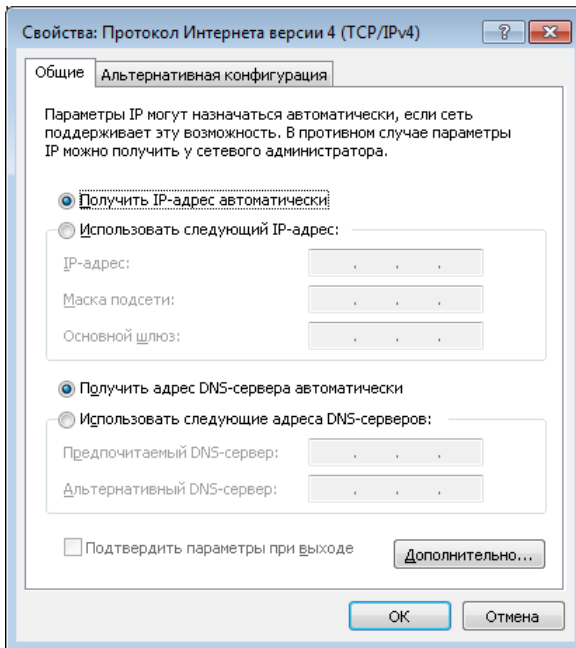 Свойства: Протокол Интернета версии 4 (TCP/IPv4)
Общие
Альтернативная конфигурация
Параметры IP могут назначаться автоматически, если сеть
поддерживает эту возможность. В противном случае параметры
IP можно получить у сетевого администратора.
Получить IP-адрес автоматически
Использовать следующий IP-адрес:
IP-адрес:
Маска подсети:
Основной шлюз:
Получить адрес DNS-сервера автоматически
Использовать следующие адреса DNS-серверов:
Предпочитаемый DNS-сервер:
Альтернативный DNS-сервер:
Подтвердить параметры при выходе
Дополнительно...
ОК
Отмена